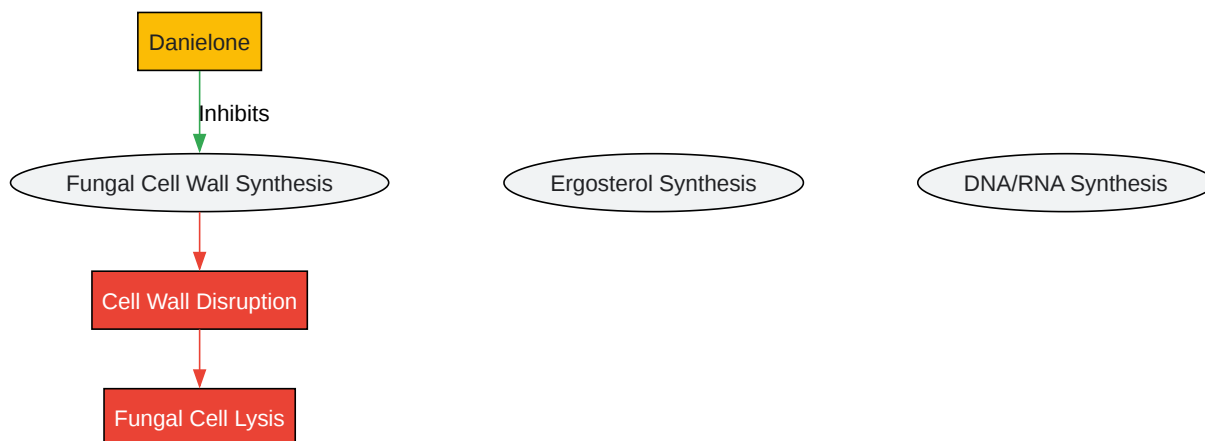 Danielone
Inhibits
Fungal Cell Wall Synthesis
Ergosterol Synthesis
DNA/RNA Synthesis
Cell Wall Disruption
Fungal Cell Lysis